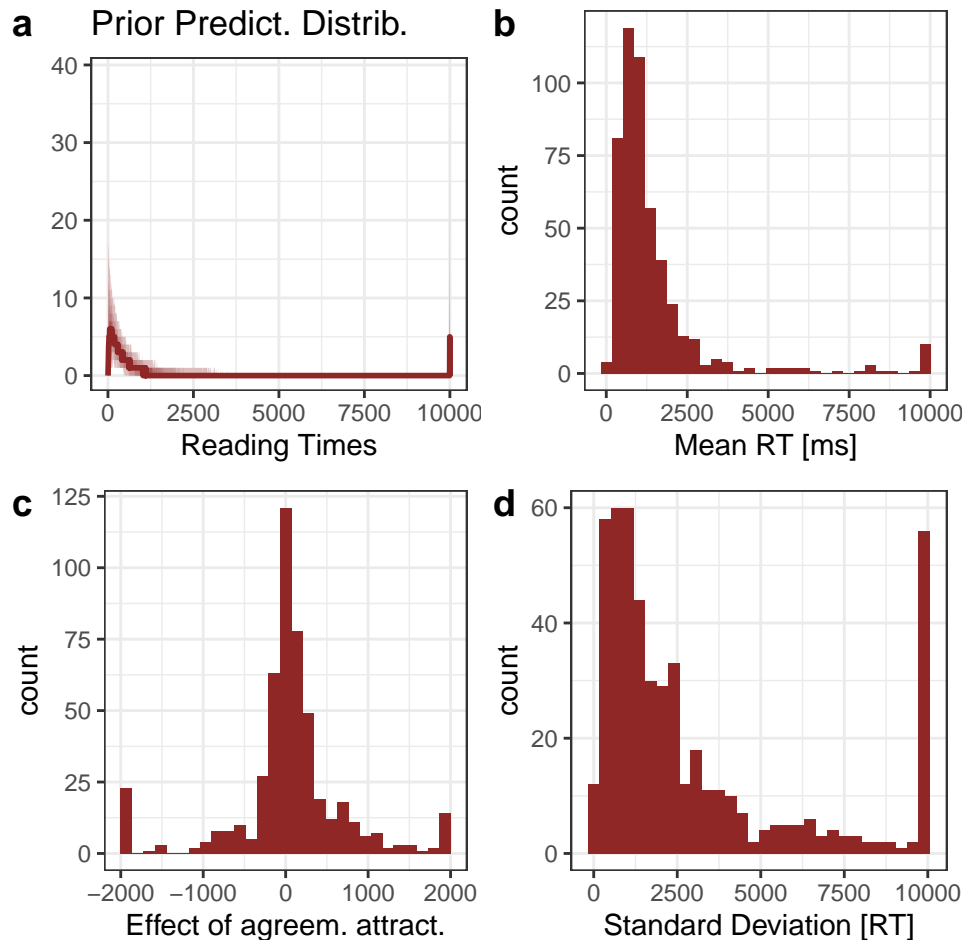 a Prior Predict. Distrib.
40
30
20
10
0
0 2500 5000 7500 10000
Reading Times
b
count
100
75
50
25
0
0 2500 5000 7500 10000
Mean RT [ms]
c
count
125
100
75
50
25
0
−2000 −1000 0 1000 2000
Effect of agreem. attract.
d
count
60
40
20
0
0 2500 5000 7500 10000
Standard Deviation [RT]